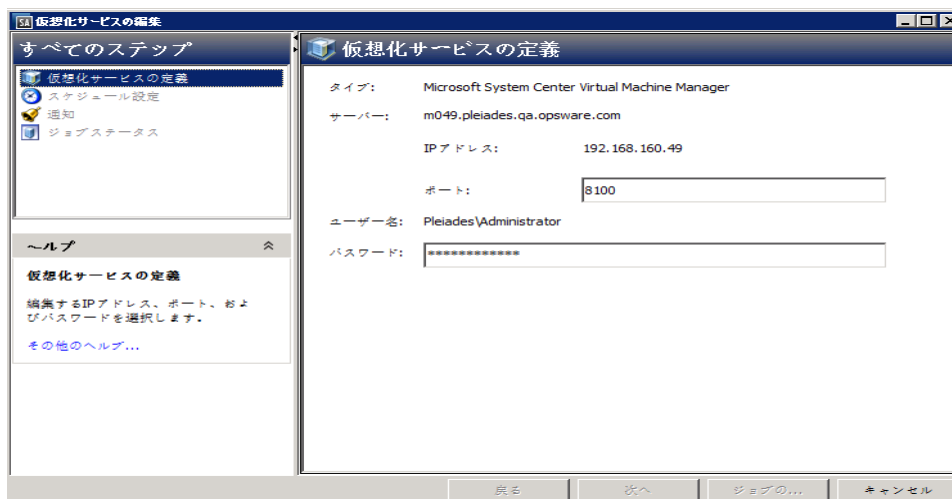 SA 仮想化サービスの編集
すべてのステップ
仮想化サービスの定義
スケジュール設定
通知
ジョブステータス
ヘルプ
仮想化サービスの定義
編集するIPアドレス、ポート、およ
びパスワードを選択します。
その他のヘルプ...
仮想化サービスの定義
タイプ: Microsoft System Center Virtual Machine Manager
サーバー: m049.pleiades.qa.opsware.com
IPアドレス: 192.168.160.49
ポート: 8100
ユーザー名: Pleiades\Administrator
パスワード: ************
戻る 次へ ジョブの... キャンセル